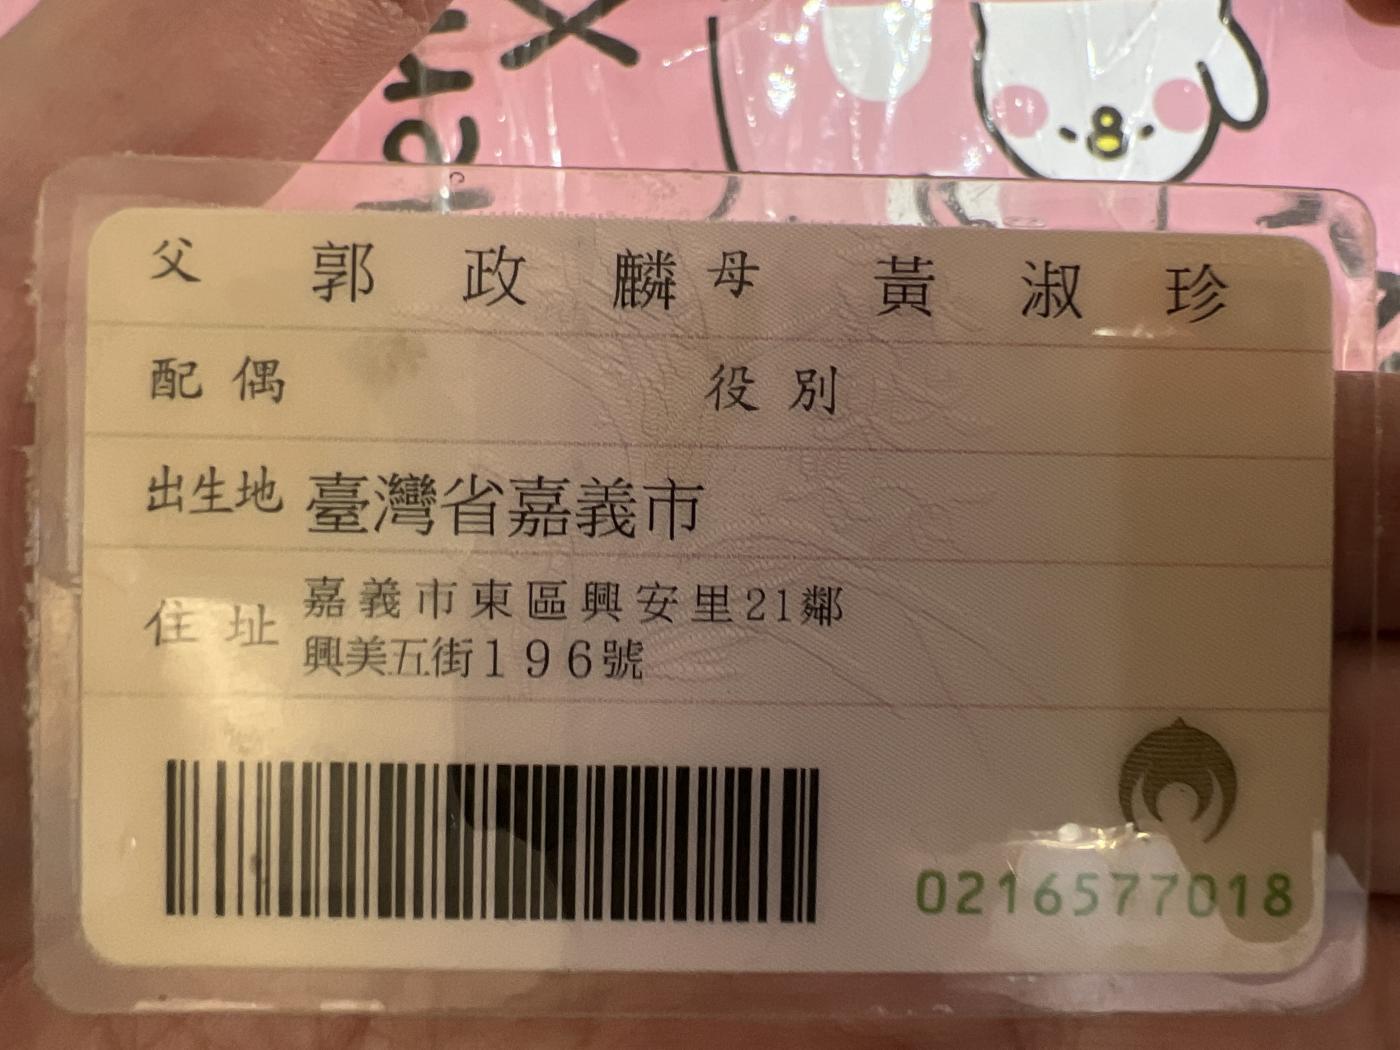 父 郭政麟 母 黃淑珍
配偶 役別
出生地 臺灣省嘉義市
住址 嘉義市東區興安里21鄰
興美五街196號
0216577018